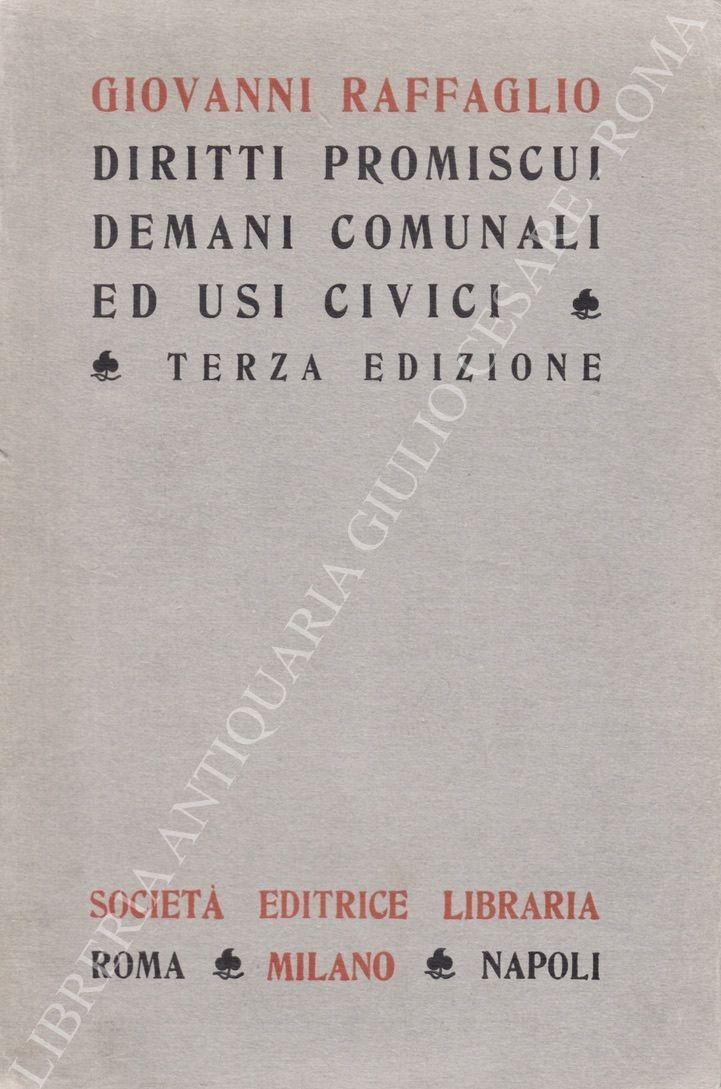 GIOVANNI RAFFAGLIO
DIRITTI PROMISCUI
DEMANI COMUNALI
ED USI CIVICI
TERZA EDIZIONE
SOCIETÀ EDITRICE LIBRARIA
ROMA MILANO NAPOLI
LIBRERIA ANTIQUARIA GIULIO CESARE ROMA